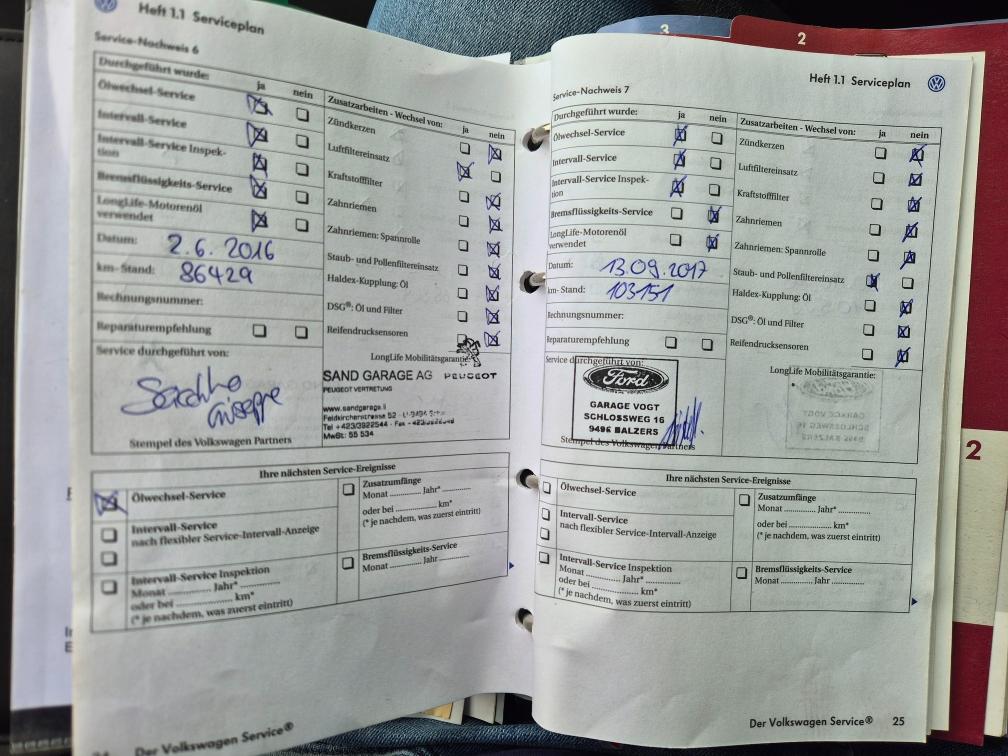 Heft 1.1 Serviceplan
Service-Nachweis 6
Durchgeführt wurde:
ja nein
Ölwechsel-Service
Intervall-Service
Intervall-Service Inspek-
tion
Bremsflüssigkeits-Service
LongLife-Motorenöl
verwendet
Datum: 2.6.2016
km-Stand: 86429
Rechnungsnummer:
Reparaturempfehlung
Service durchgeführt von:
Stempel des Volkswagen Partners
Zusatzarbeiten - Wechsel von:
ja nein
Zündkerzen
Luftfiltereinsatz
Kraftstofffilter
Zahnriemen
Zahnriemen: Spannrolle
Staub- und Pollenfiltereinsatz
Haldex-Kupplung: Öl
DSG®: Öl und Filter
Reifendrucksensoren
LongLife Mobilitätsgarantie:
SAND GARAGE AG PEUGEOT
PEUGEOT VERTRETUNG
www.sandgarage.li
Feldkircherstrasse 52
MwSt: 55 534
Ihre nächsten Service-Ereignisse
Ölwechsel-Service
Intervall-Service
nach flexibler Service-Intervall-Anzeige
Intervall-Service Inspektion
Monat ............ Jahr* ..............
oder bei .................. km*
(* je nachdem, was zuerst eintritt)
Zusatzumfänge
Monat ............ Jahr* ............
oder bei .................. km*
(* je nachdem, was zuerst eintritt)
Bremsflüssigkeits-Service
Monat ............ Jahr ............
Der Volkswagen Service®
3
2
Heft 1.1 Serviceplan
Service-Nachweis 7
Durchgeführt wurde:
ja nein
Ölwechsel-Service
Intervall-Service
Intervall-Service Inspek-
tion
Bremsflüssigkeits-Service
LongLife-Motorenöl
verwendet
Datum: 13.09.2017
km-Stand: 103151
Rechnungsnummer:
Reparaturempfehlung
Service durchgeführt von:
Ford
GARAGE VOGT
SCHLOSSWEG 16
9496 BALZERS
Stempel des Volkswagen Partners
Zusatzarbeiten - Wechsel von:
ja nein
Zündkerzen
Luftfiltereinsatz
Kraftstofffilter
Zahnriemen
Zahnriemen: Spannrolle
Staub- und Pollenfiltereinsatz
Haldex-Kupplung: Öl
DSG®: Öl und Filter
Reifendrucksensoren
LongLife Mobilitätsgarantie:
Ihre nächsten Service-Ereignisse
Ölwechsel-Service
Intervall-Service
nach flexibler Service-Intervall-Anzeige
Intervall-Service Inspektion
Monat ............ Jahr* ............
oder bei .................. km*
(* je nachdem, was zuerst eintritt)
Zusatzumfänge
Monat ............ Jahr* ............
oder bei .................. km*
(* je nachdem, was zuerst eintritt)
Bremsflüssigkeits-Service
Monat ............ Jahr ............
Der Volkswagen Service® 25
2